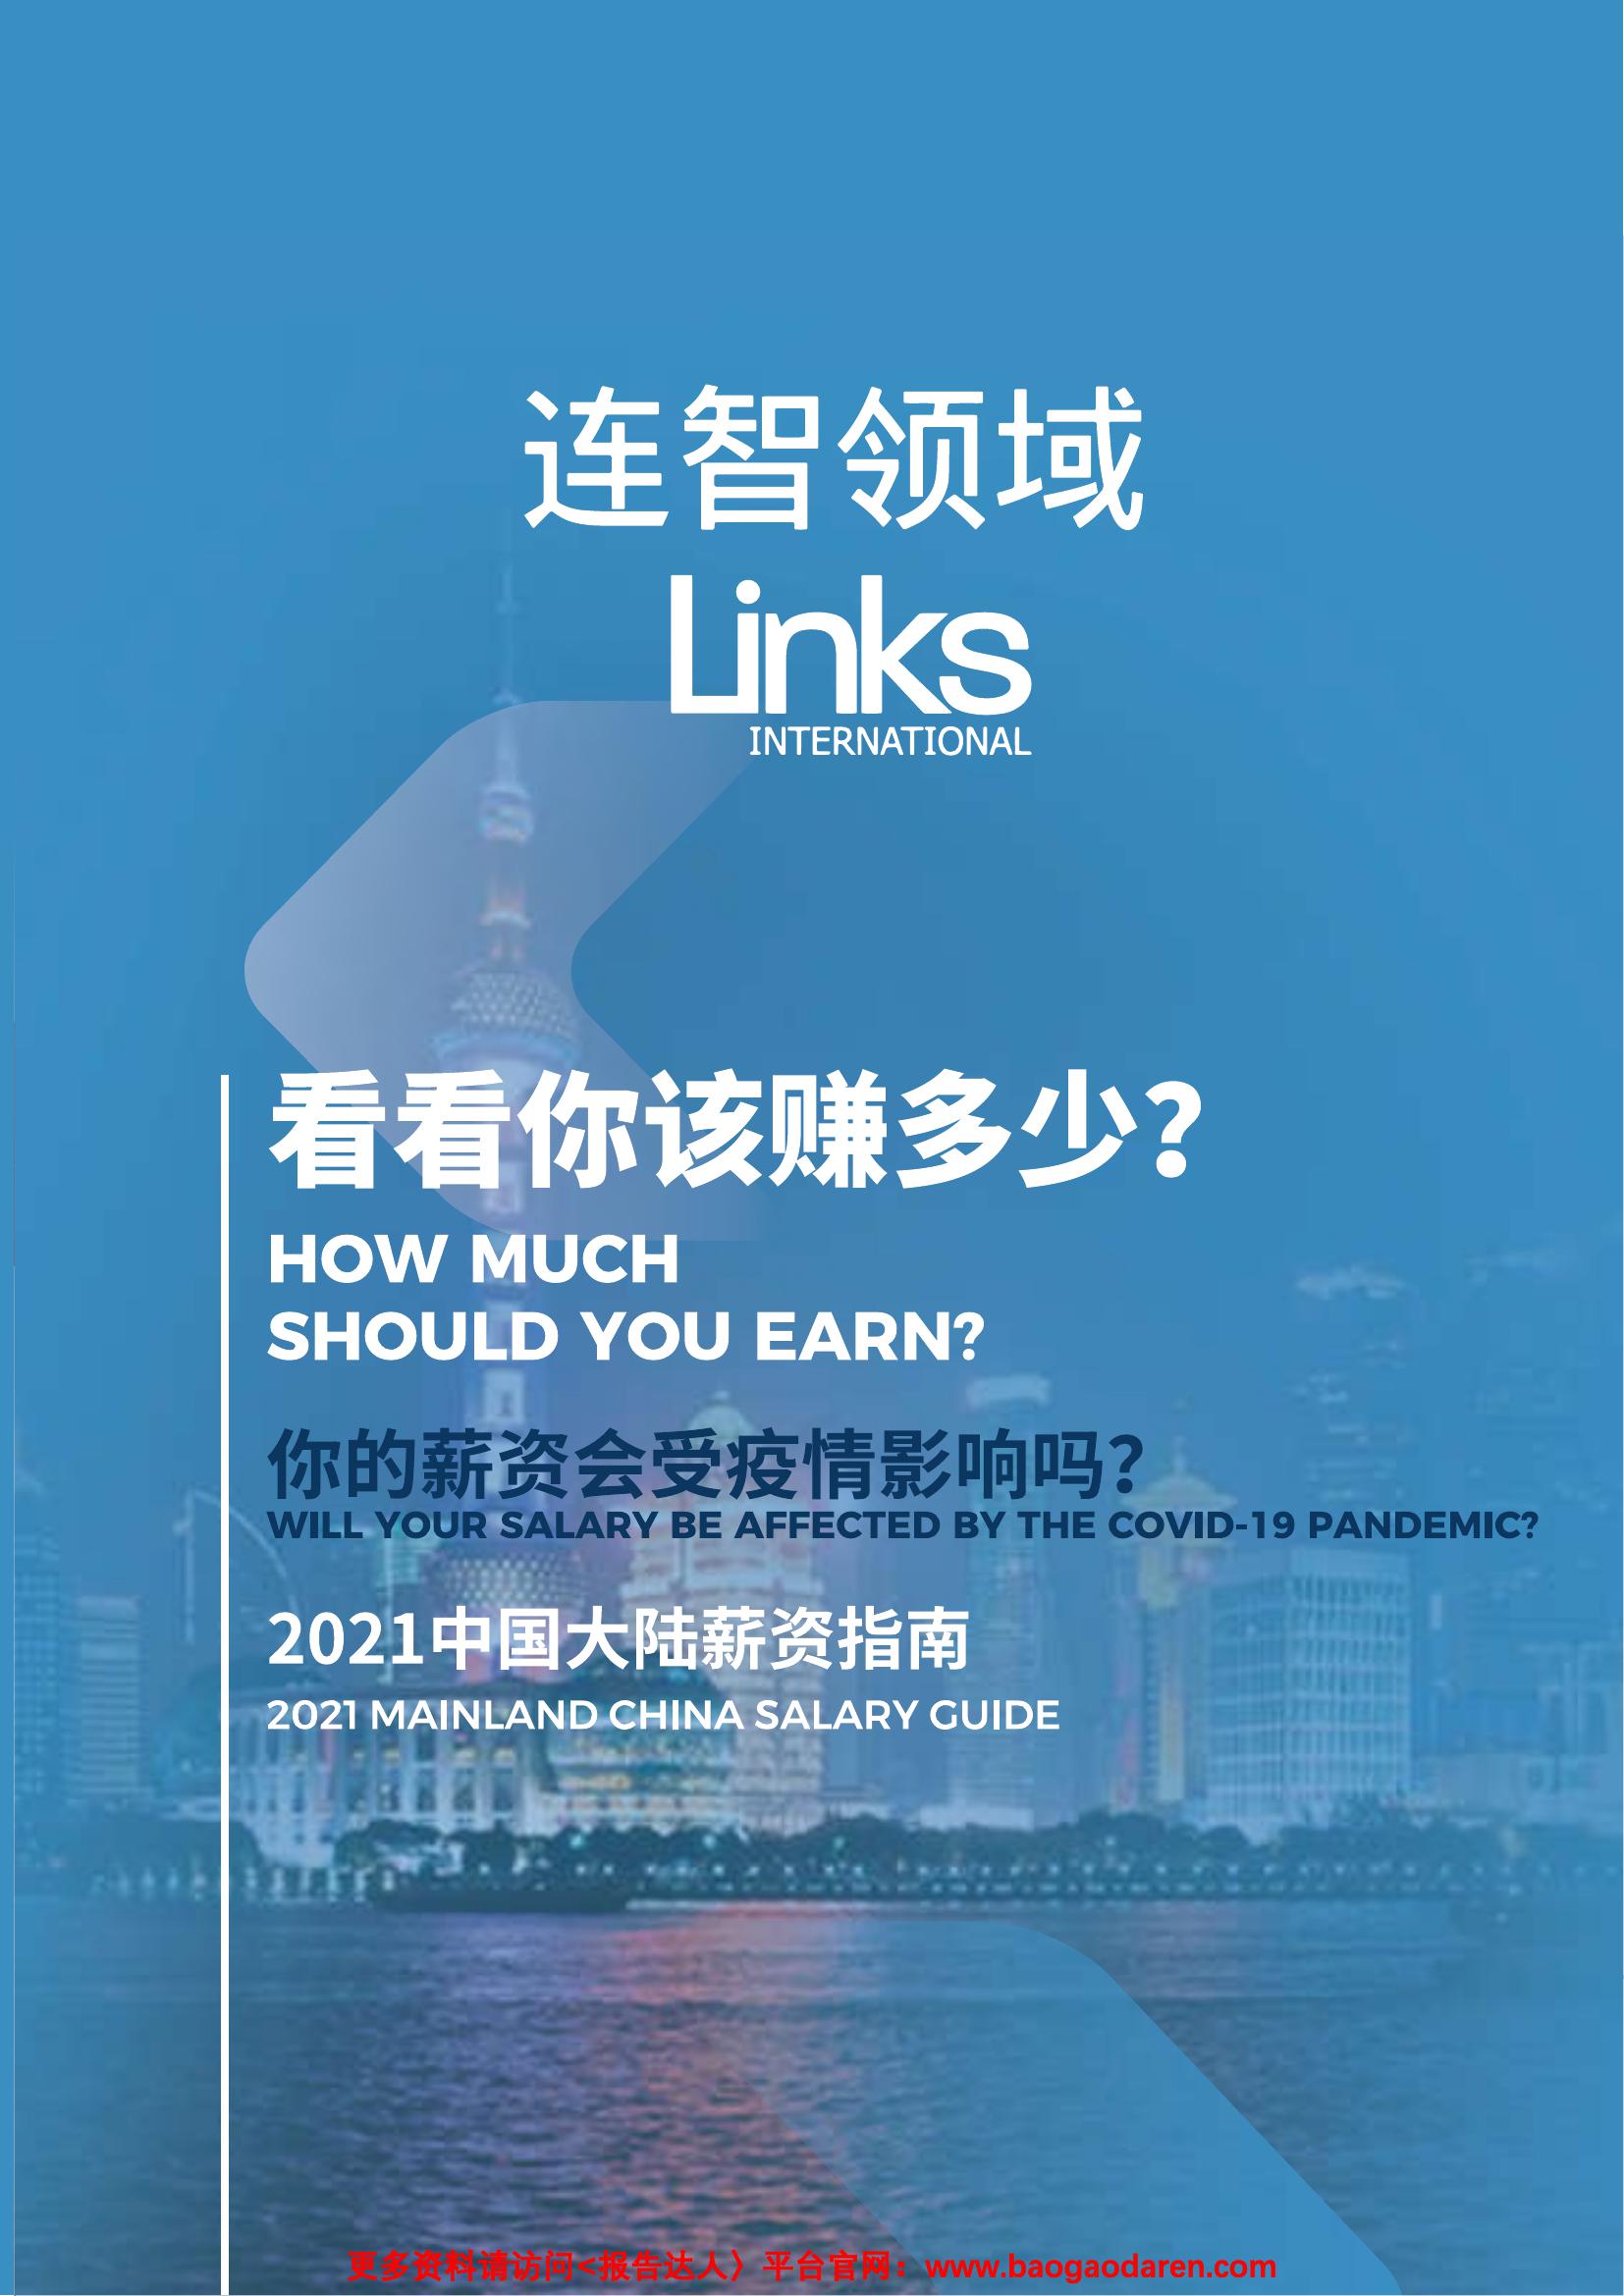 连智领域
Links
INTERNATIONAL
看看你该赚多少？
HOW MUCH
SHOULD YOU EARN?
你的薪资会受疫情影响吗？
WILL YOUR SALARY BE AFFECTED BY THE COVID-19 PANDEMIC?
2021中国大陆薪资指南
2021 MAINLAND CHINA SALARY GUIDE
更多资料请访问<报告达人〉平台官网：www.baogaodaren.com